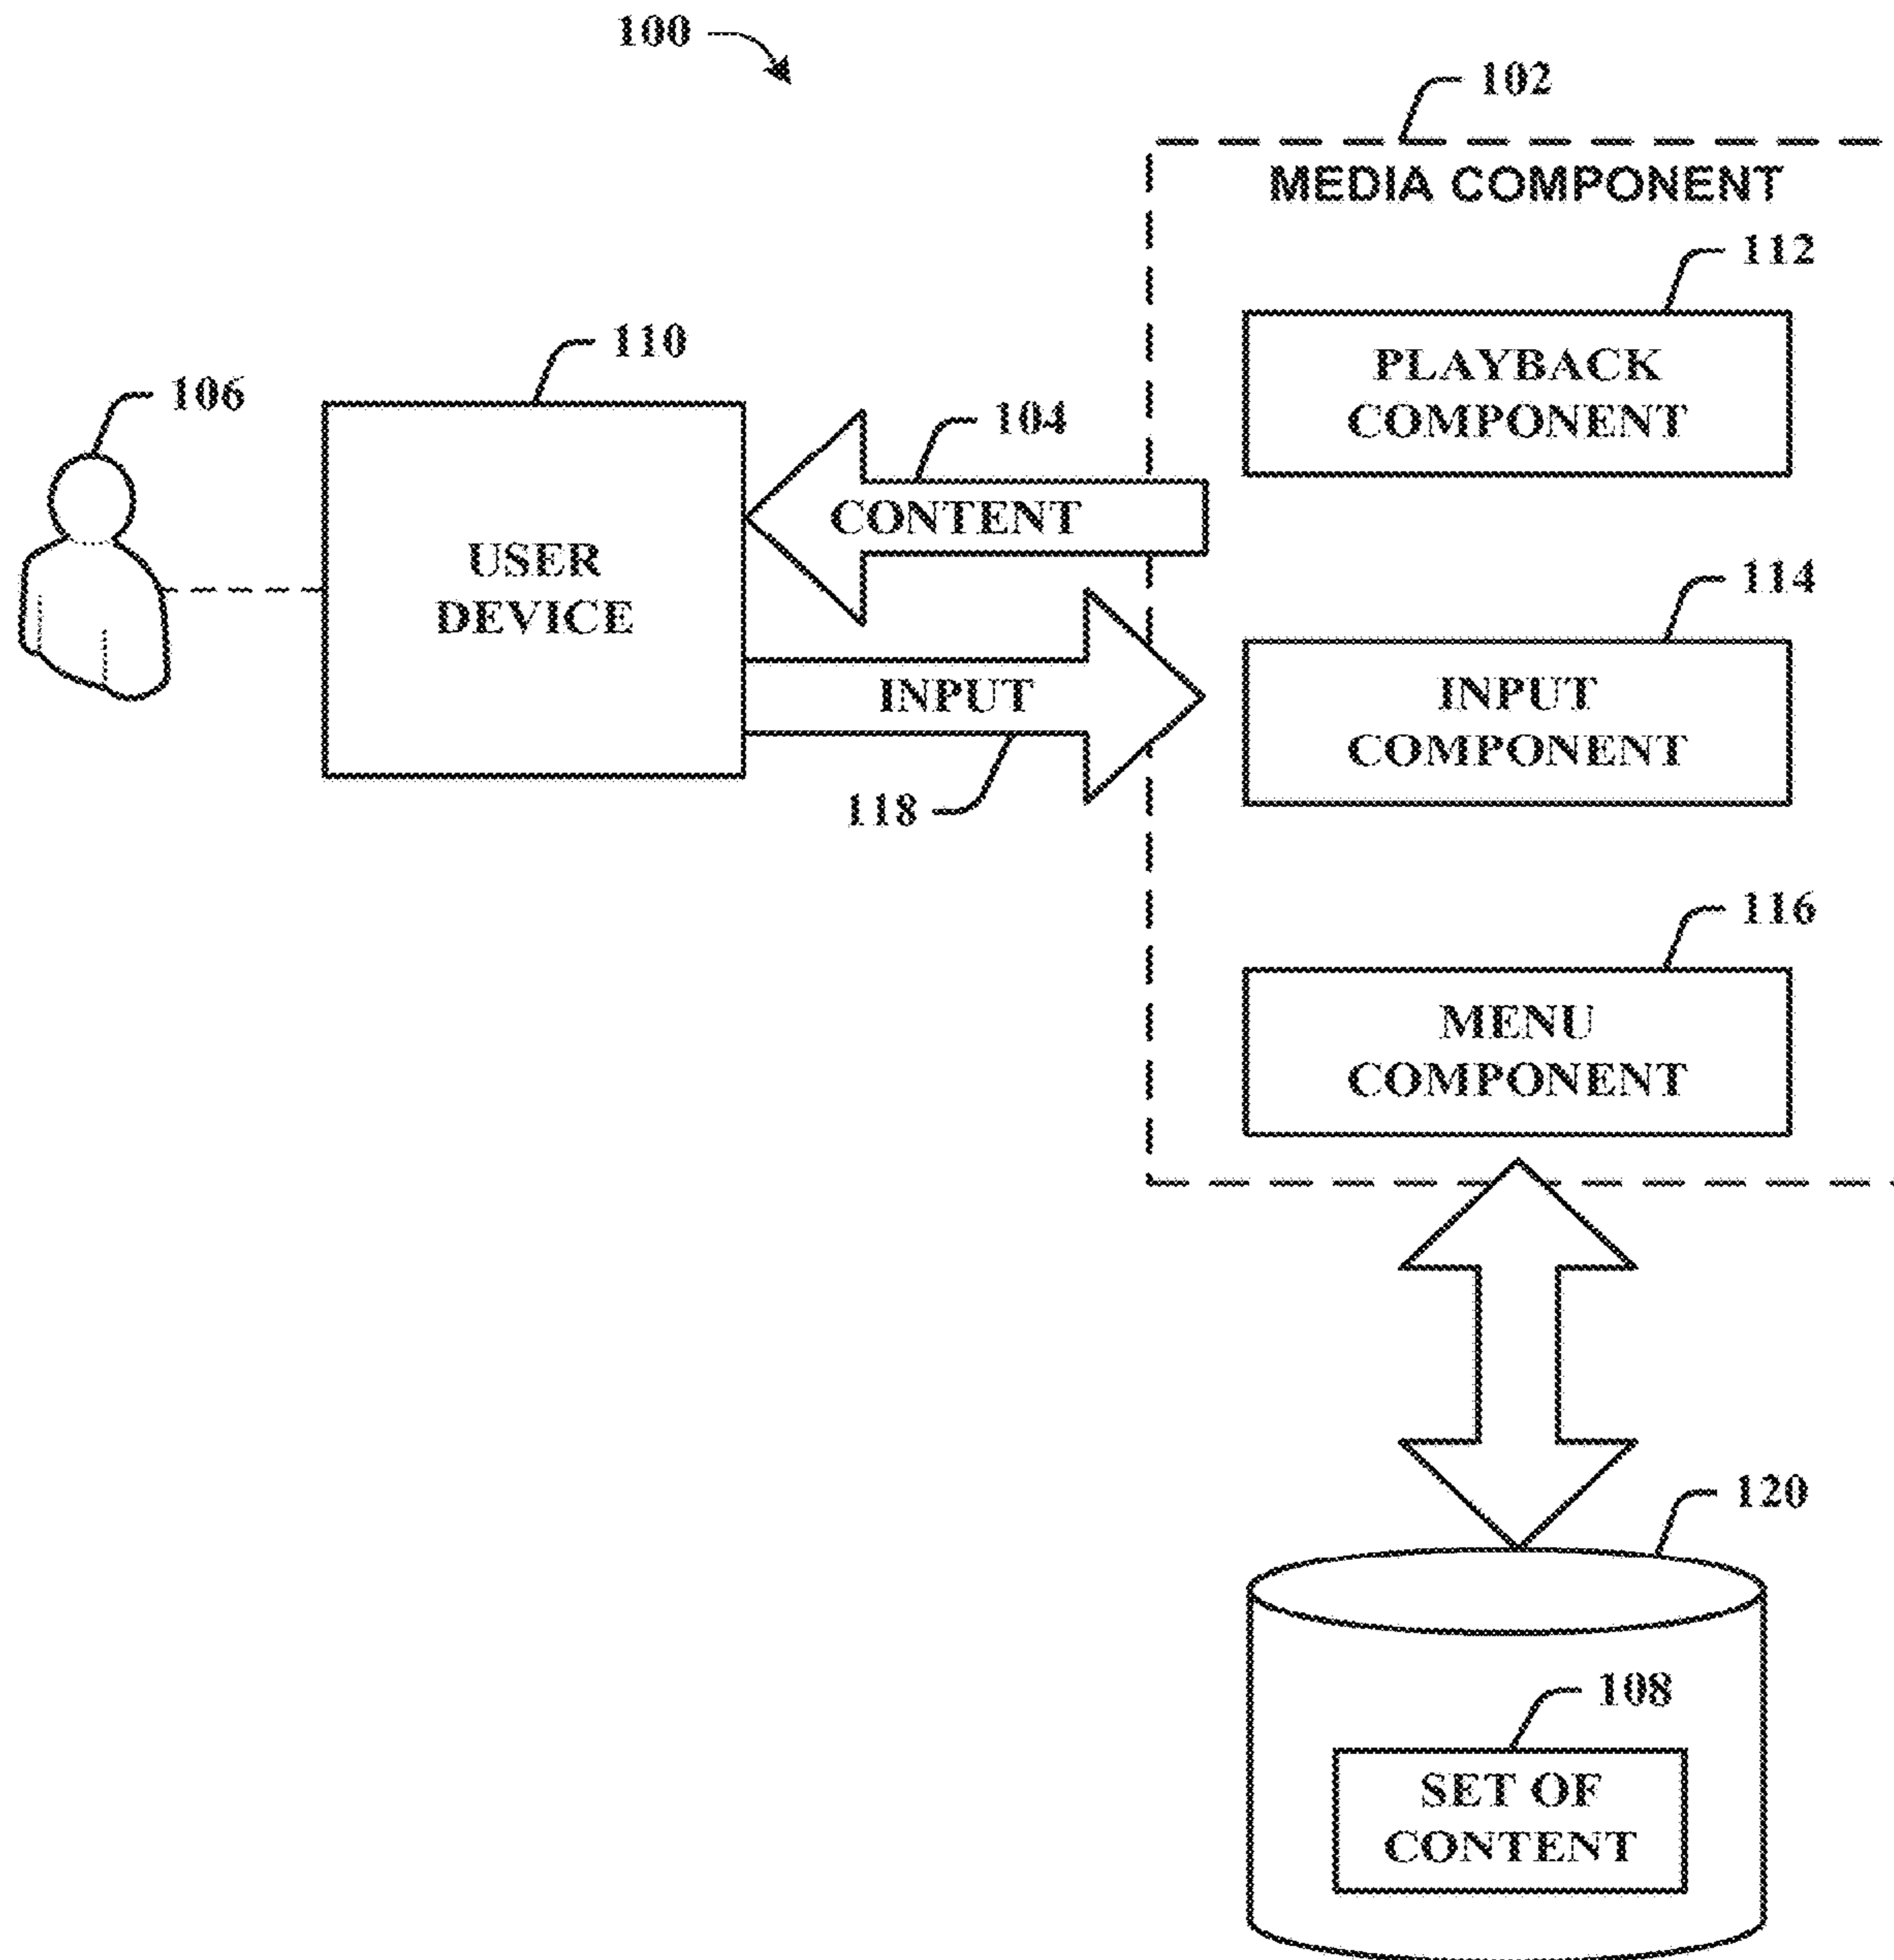 100
102
MEDIA COMPONENT
112
PLAYBACK
COMPONENT
110
106
104
CONTENT
USER
DEVICE
114
INPUT
COMPONENT
INPUT
118
116
MENU
COMPONENT
120
108
SET OF
CONTENT